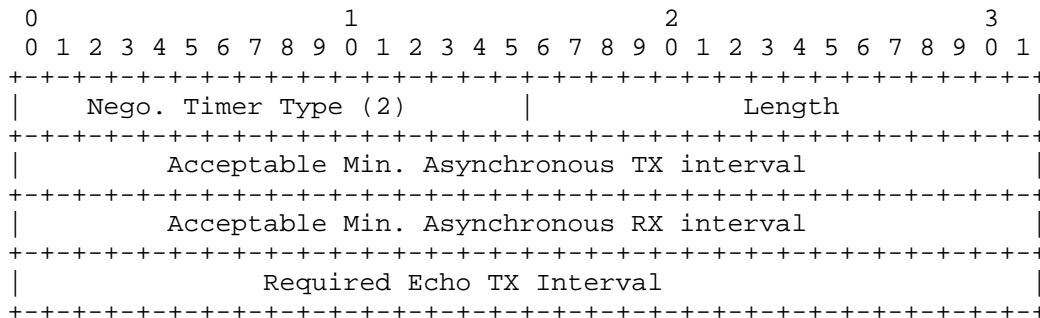 0                   1                   2                   3
 0 1 2 3 4 5 6 7 8 9 0 1 2 3 4 5 6 7 8 9 0 1 2 3 4 5 6 7 8 9 0 1
+-+-+-+-+-+-+-+-+-+-+-+-+-+-+-+-+-+-+-+-+-+-+-+-+-+-+-+-+-+-+-+-+
|    Nego. Timer Type (2)       |             Length            |
+-+-+-+-+-+-+-+-+-+-+-+-+-+-+-+-+-+-+-+-+-+-+-+-+-+-+-+-+-+-+-+-+
|         Acceptable Min. Asynchronous TX interval              |
+-+-+-+-+-+-+-+-+-+-+-+-+-+-+-+-+-+-+-+-+-+-+-+-+-+-+-+-+-+-+-+-+
|         Acceptable Min. Asynchronous RX interval              |
+-+-+-+-+-+-+-+-+-+-+-+-+-+-+-+-+-+-+-+-+-+-+-+-+-+-+-+-+-+-+-+-+
|               Required Echo TX Interval                       |
+-+-+-+-+-+-+-+-+-+-+-+-+-+-+-+-+-+-+-+-+-+-+-+-+-+-+-+-+-+-+-+-+